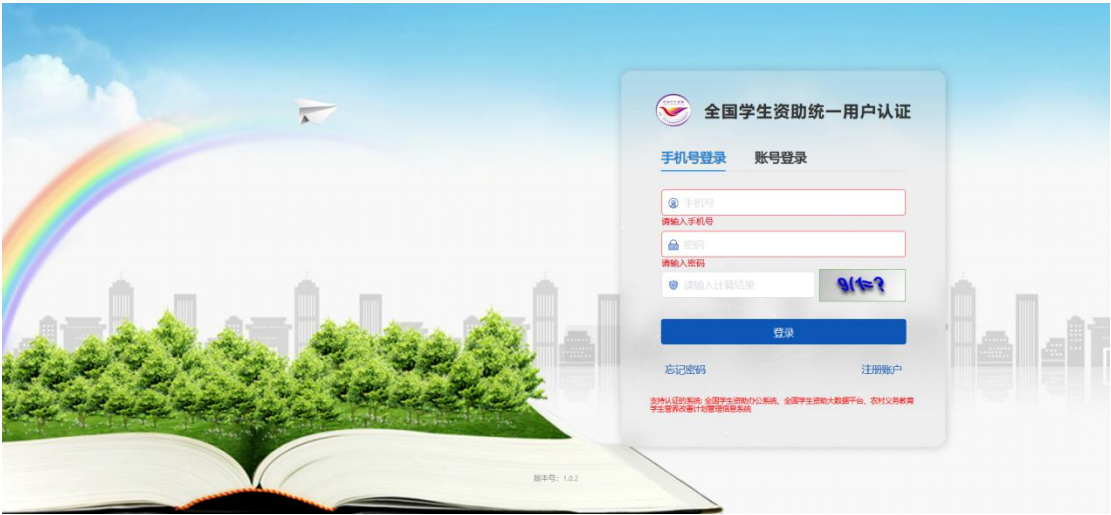 全国学生资助统一用户认证
手机号登录 账号登录
手机号
请输入手机号
密码
请输入密码
请输入计算结果 9/1=?
登录
忘记密码 注册账户
支持认证的系统: 全国学生资助办公系统、全国学生资助大数据平台、农村义务教育
学生营养改善计划管理信息系统
版本号: 1.0.2